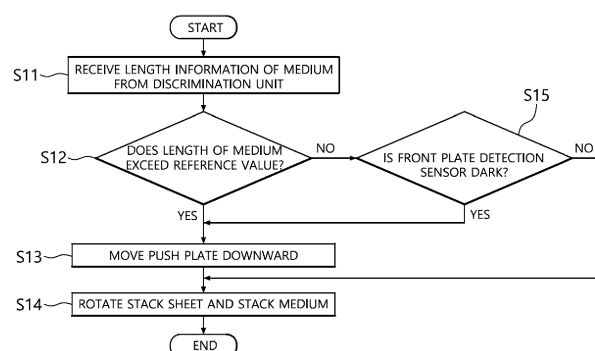 START
S11
RECEIVE LENGTH INFORMATION OF MEDIUM
FROM DISCRIMINATION UNIT
S12
DOES LENGTH OF MEDIUM
EXCEED REFERENCE VALUE?
NO
S15
IS FRONT PLATE DETECTION
SENSOR DARK?
NO
YES
YES
S13
MOVE PUSH PLATE DOWNWARD
S14
ROTATE STACK SHEET AND STACK MEDIUM
END